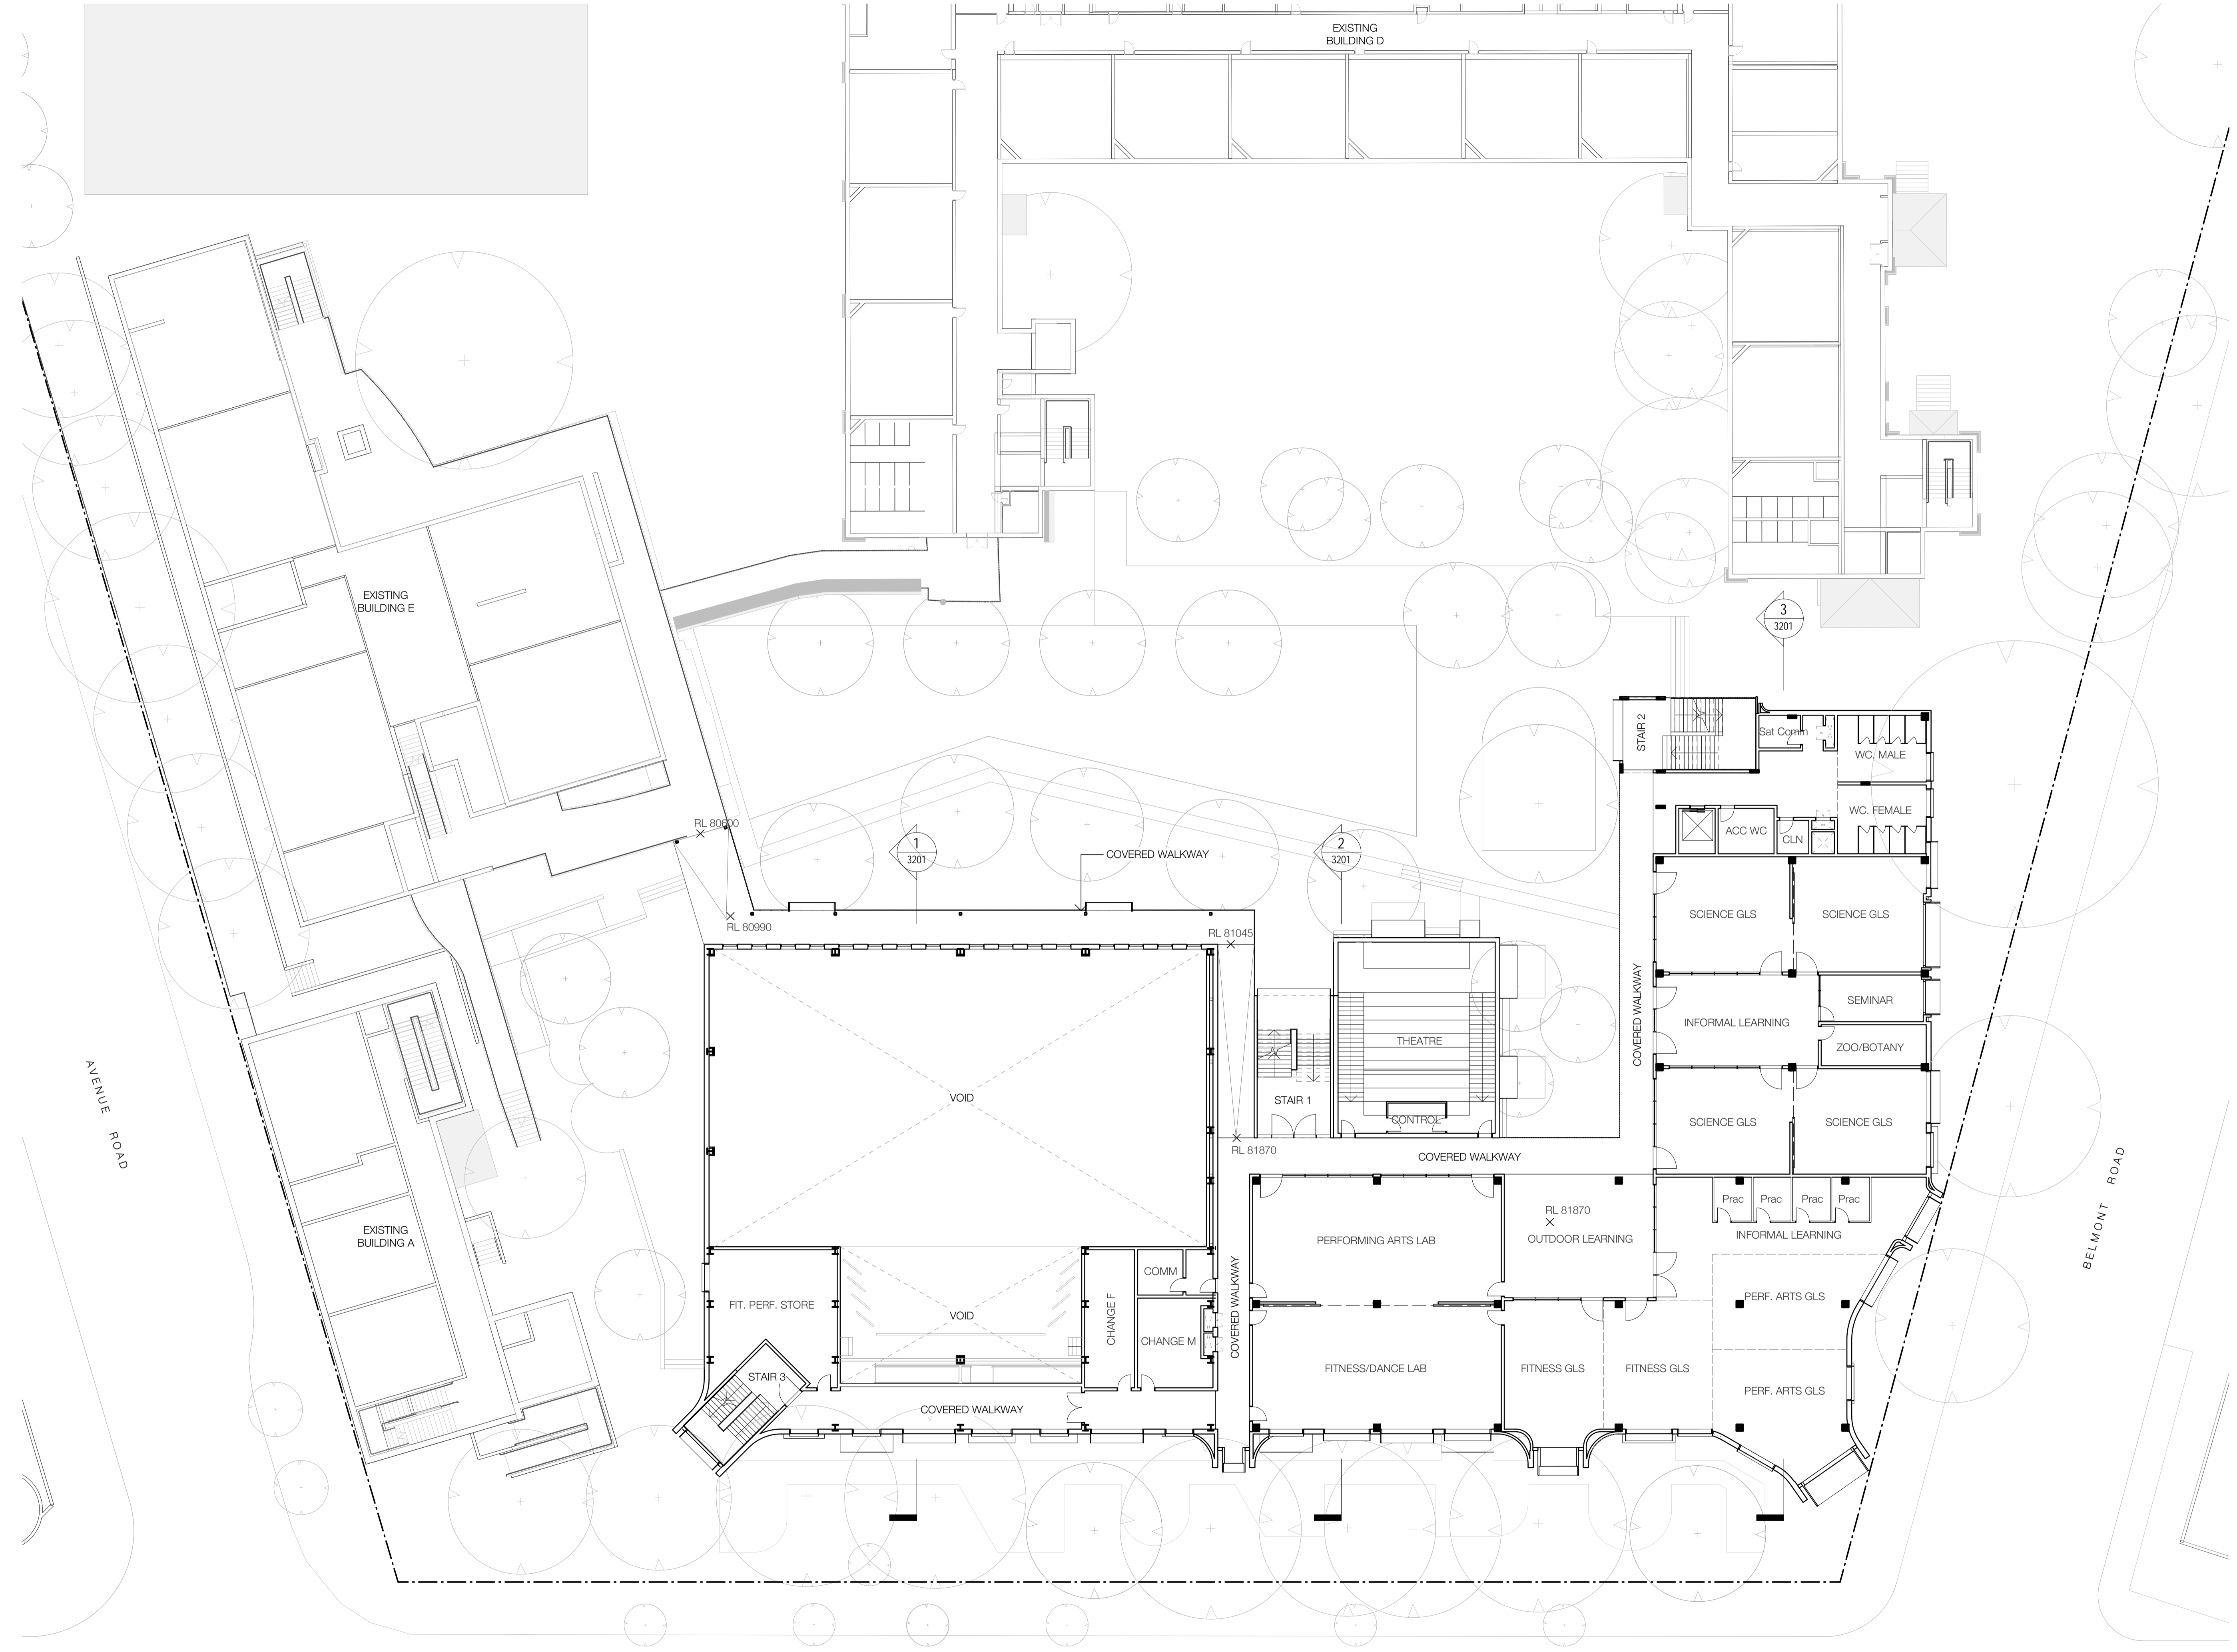 EXISTING
BUILDING D
EXISTING
BUILDING E
3
3201
STAIR 2
Sat Comm
WC. MALE
RL 80600
WC. FEMALE
ACC WC
CLN
1
3201
2
3201
COVERED WALKWAY
SCIENCE GLS
SCIENCE GLS
RL 80990
RL 81045
COVERED WALKWAY
SEMINAR
INFORMAL LEARNING
THEATRE
ZOO/BOTANY
AVENUE ROAD
VOID
STAIR 1
CONTROL
SCIENCE GLS
SCIENCE GLS
RL 81870
COVERED WALKWAY
BELMONT ROAD
Prac
Prac
Prac
Prac
RL 81870
EXISTING
BUILDING A
PERFORMING ARTS LAB
OUTDOOR LEARNING
INFORMAL LEARNING
COMM
PERF. ARTS GLS
FIT. PERF. STORE
VOID
CHANGE F
CHANGE M
COVERED WALKWAY
FITNESS/DANCE LAB
FITNESS GLS
FITNESS GLS
STAIR 3
PERF. ARTS GLS
COVERED WALKWAY